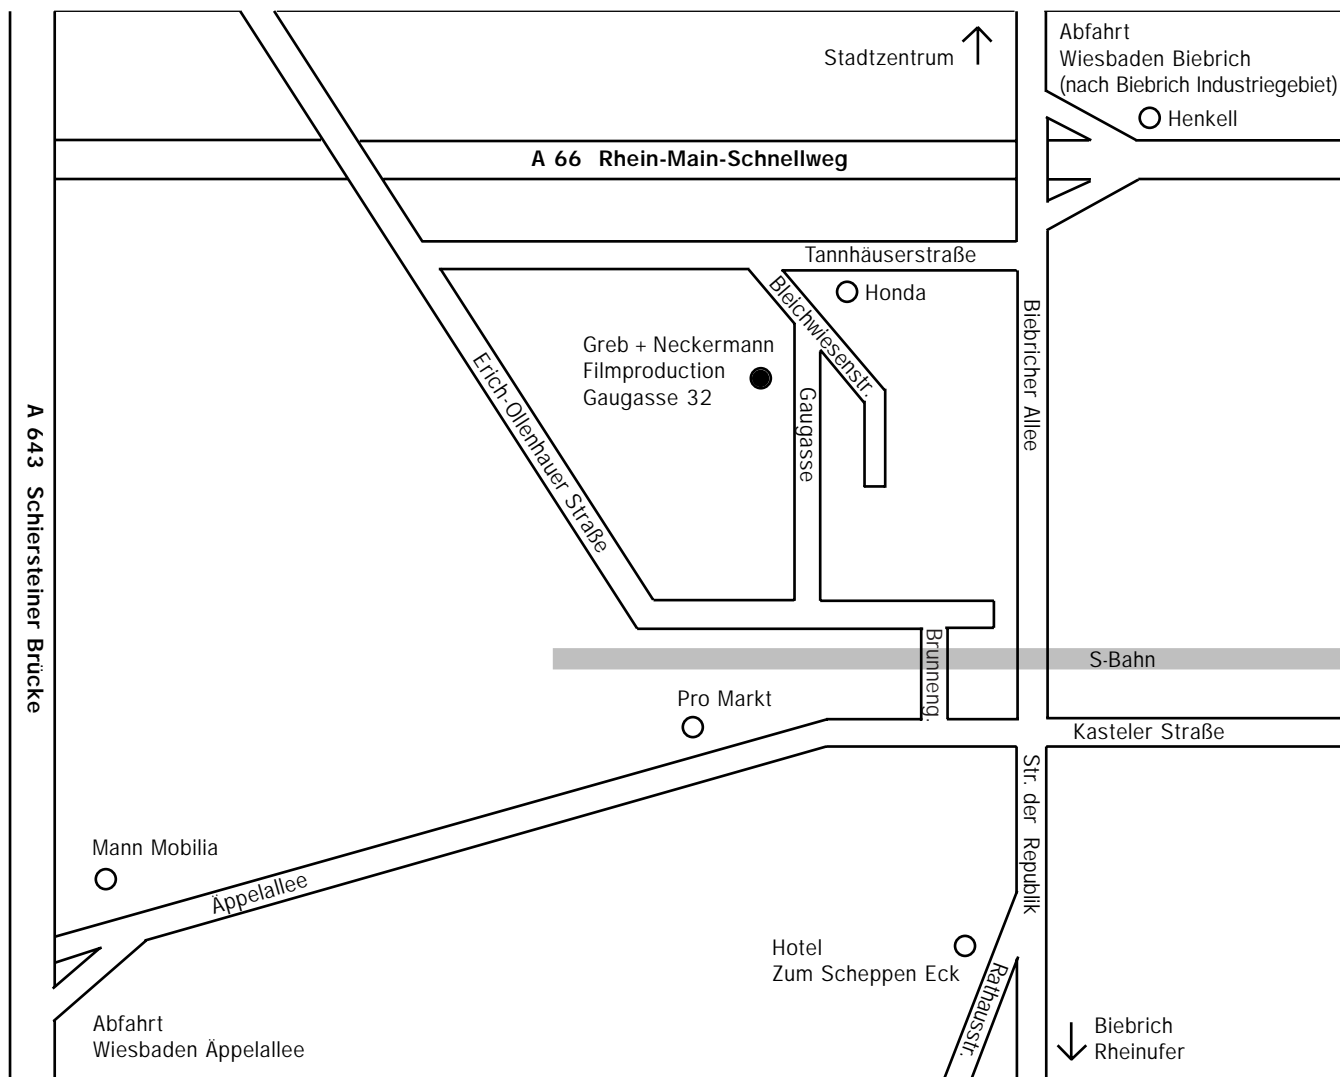 Stadtzentrum
Abfahrt
Wiesbaden Biebrich
(nach Biebrich Industriegebiet)
Henkell
A 66 Rhein-Main-Schnellweg
Tannhäuserstraße
Honda
Bleichwiesenstr.
Greb + Neckermann
Filmproduction
Gaugasse 32
Gaugasse
Biebricher Allee
Erich-Ollenhauer Straße
A 643 Schiersteiner Brücke
Brunneng.
S-Bahn
Pro Markt
Kasteler Straße
Str. der Republik
Mann Mobilia
Äppelallee
Hotel
Zum Scheppen Eck
Rathausstr.
Abfahrt
Wiesbaden Äppelallee
Biebrich
Rheinufer